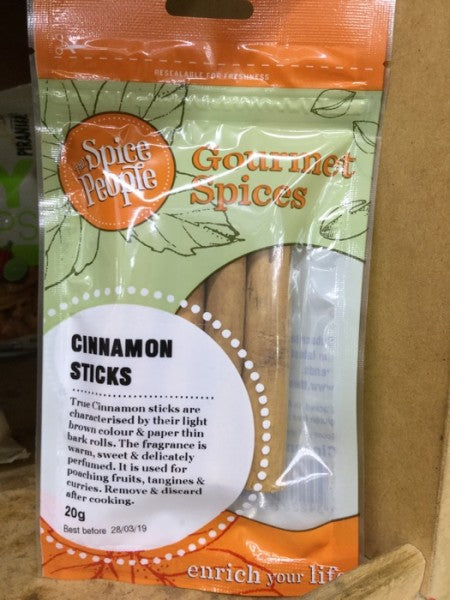 RESEALABLE FOR FRESHNESS
The
Spice
People
Gourmet
Spices
PIRANHA
CINNAMON
STICKS
True Cinnamon sticks are
characterised by their light
brown colour & paper thin
bark rolls. The fragrance is
warm, sweet & delicately
perfumed. It is used for
poaching fruits, tangines &
curries. Remove & discard
after cooking.
20g
Best before 28/03/19
enrich your life